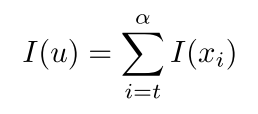 $I(u) = \sum_{i=t}^{\alpha} I(x_i)$